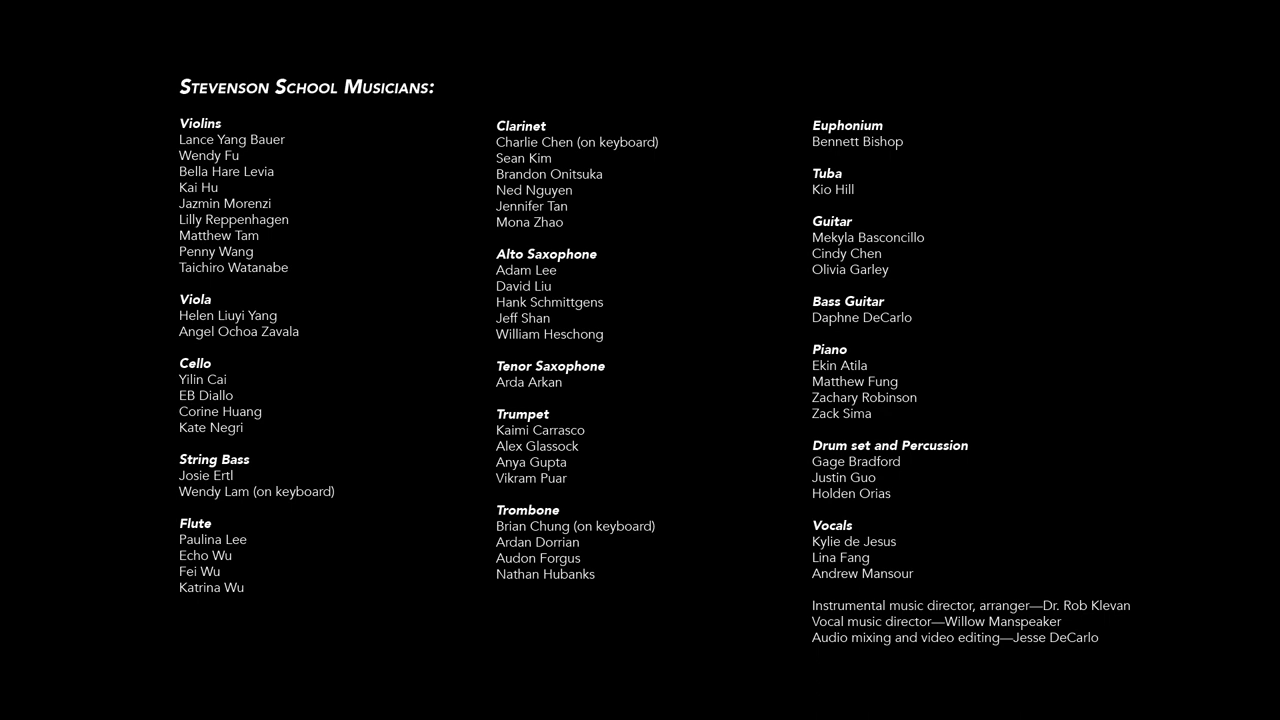 STEVENSON SCHOOL MUSICIANS:
Violins
Lance Yang Bauer
Wendy Fu
Bella Hare Levia
Kai Hu
Jazmin Morenzi
Lilly Reppenhagen
Matthew Tam
Penny Wang
Taichiro Watanabe
Viola
Helen Liuyi Yang
Angel Ochoa Zavala
Cello
Yilin Cai
EB Diallo
Corine Huang
Kate Negri
String Bass
Josie Ertl
Wendy Lam (on keyboard)
Flute
Paulina Lee
Echo Wu
Fei Wu
Katrina Wu
Clarinet
Charlie Chen (on keyboard)
Sean Kim
Brandon Onitsuka
Ned Nguyen
Jennifer Tan
Mona Zhao
Alto Saxophone
Adam Lee
David Liu
Hank Schmittgens
Jeff Shan
William Heschong
Tenor Saxophone
Arda Arkan
Trumpet
Kaimi Carrasco
Alex Glassock
Anya Gupta
Vikram Puar
Trombone
Brian Chung (on keyboard)
Ardan Dorrian
Audon Forgus
Nathan Hubanks
Euphonium
Bennett Bishop
Tuba
Kio Hill
Guitar
Mekyla Basconcillo
Cindy Chen
Olivia Garley
Bass Guitar
Daphne DeCarlo
Piano
Ekin Atila
Matthew Fung
Zachary Robinson
Zack Sima
Drum set and Percussion
Gage Bradford
Justin Guo
Holden Orias
Vocals
Kylie de Jesus
Lina Fang
Andrew Mansour
Instrumental music director, arranger—Dr. Rob Klevan
Vocal music director—Willow Manspeaker
Audio mixing and video editing—Jesse DeCarlo